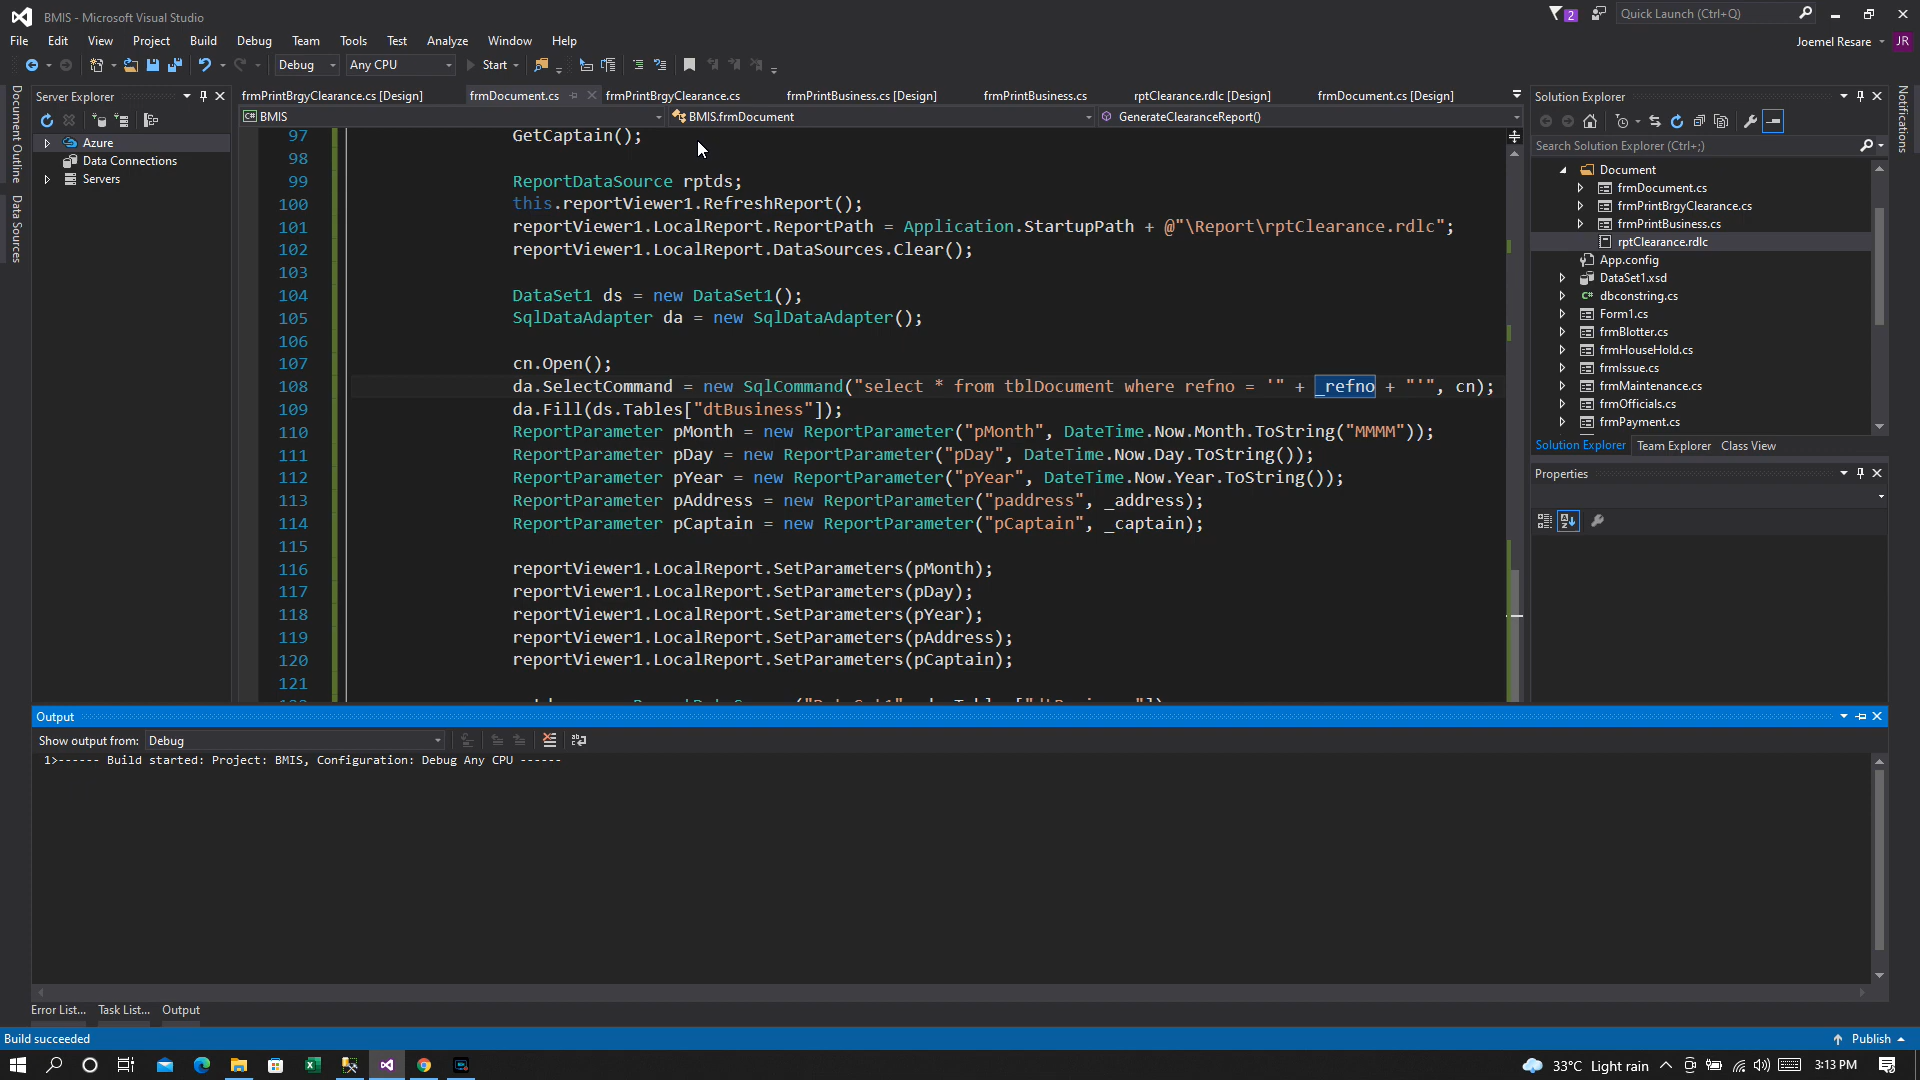 BMIS - Microsoft Visual Studio
2
Quick Launch (Ctrl+Q)
File Edit View Project Build Debug Team Tools Test Analyze Window Help
Joemel Resare JR
Debug Any CPU Start
Document Outline
Data Sources
Server Explorer
Azure
Data Connections
Servers
frmPrintBrgyClearance.cs [Design] frmDocument.cs frmPrintBrgyClearance.cs frmPrintBusiness.cs [Design] frmPrintBusiness.cs rptClearance.rdlc [Design] frmDocument.cs [Design]
BMIS BMIS.frmDocument GenerateClearanceReport()
97 GetCaptain();
98
99 ReportDataSource rptds;
100 this.reportViewer1.RefreshReport();
101 reportViewer1.LocalReport.ReportPath = Application.StartupPath + @"\Report\rptClearance.rdlc";
102 reportViewer1.LocalReport.DataSources.Clear();
103
104 DataSet1 ds = new DataSet1();
105 SqlDataAdapter da = new SqlDataAdapter();
106
107 cn.Open();
108 da.SelectCommand = new SqlCommand("select * from tblDocument where refno = '" + _refno + "'", cn);
109 da.Fill(ds.Tables["dtBusiness"]);
110 ReportParameter pMonth = new ReportParameter("pMonth", DateTime.Now.Month.ToString("MMMM"));
111 ReportParameter pDay = new ReportParameter("pDay", DateTime.Now.Day.ToString());
112 ReportParameter pYear = new ReportParameter("pYear", DateTime.Now.Year.ToString());
113 ReportParameter pAddress = new ReportParameter("paddress", _address);
114 ReportParameter pCaptain = new ReportParameter("pCaptain", _captain);
115
116 reportViewer1.LocalReport.SetParameters(pMonth);
117 reportViewer1.LocalReport.SetParameters(pDay);
118 reportViewer1.LocalReport.SetParameters(pYear);
119 reportViewer1.LocalReport.SetParameters(pAddress);
120 reportViewer1.LocalReport.SetParameters(pCaptain);
121
Solution Explorer
Search Solution Explorer (Ctrl+;)
Document
frmDocument.cs
frmPrintBrgyClearance.cs
frmPrintBusiness.cs
rptClearance.rdlc
App.config
DataSet1.xsd
dbconstring.cs
Form1.cs
frmBlotter.cs
frmHouseHold.cs
frmIssue.cs
frmMaintenance.cs
frmOfficials.cs
frmPayment.cs
Solution Explorer Team Explorer Class View
Properties
Notifications
Output
Show output from: Debug
1>------ Build started: Project: BMIS, Configuration: Debug Any CPU ------
Error List... Task List... Output
Build succeeded
Publish
33°C Light rain 3:13 PM